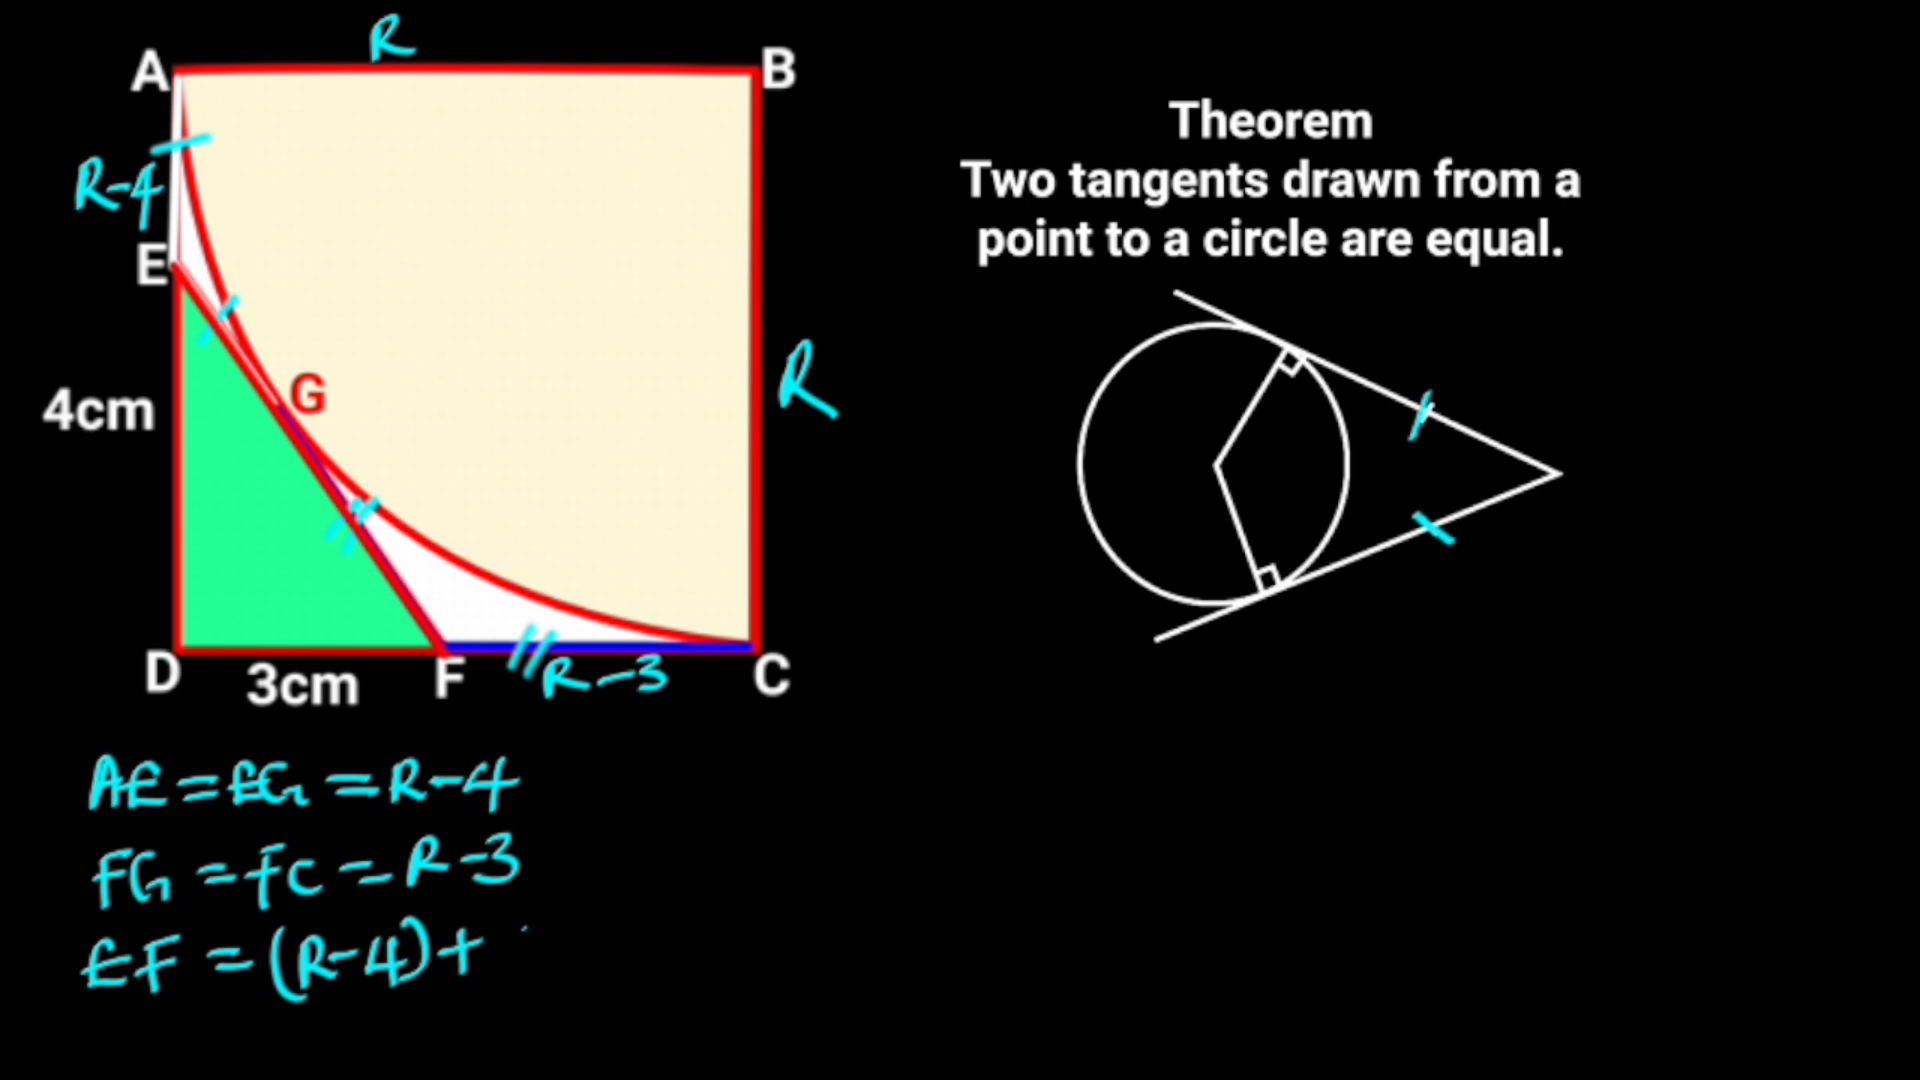 R
A
B
R-4
E
4cm
G
R
D
3cm
F
R-3
C
Theorem
Two tangents drawn from a
point to a circle are equal.
AE = EG = R-4
FG = FC = R-3
EF = (R-4)+